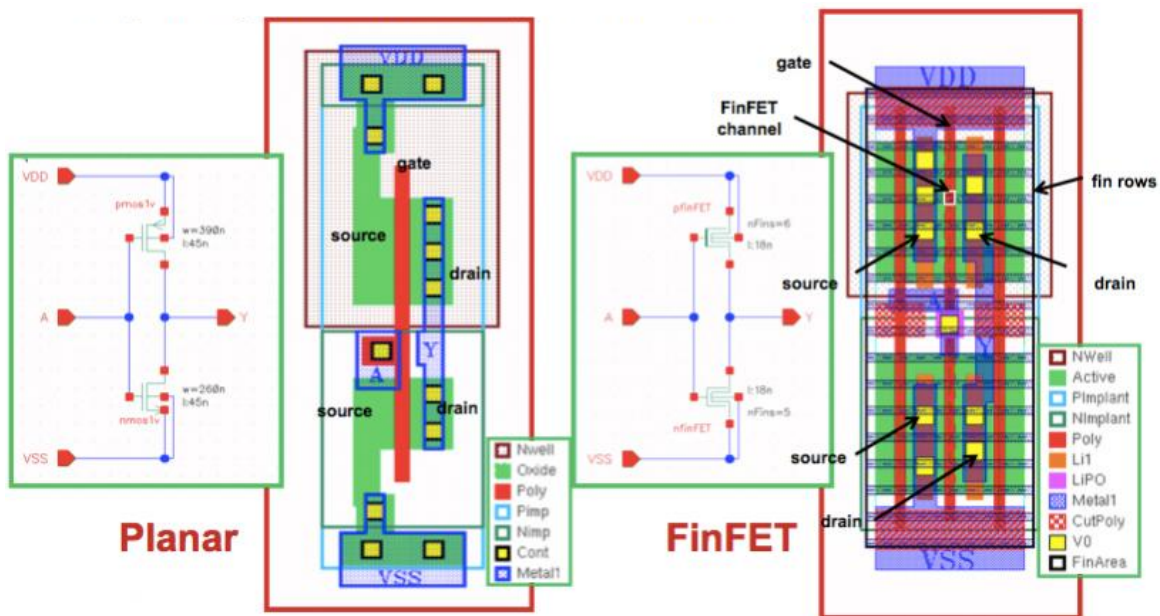 VDD
pmos1v
w=390n
l:45n
A
Y
w=260n
l:45n
nmos1v
VSS
Planar
VDD
gate
source
drain
Y
A
source
drain
VSS
Nwell
Oxide
Poly
Pimp
Nimp
Cont
Metal1
VDD
pfinFET
nFins=6
l:18n
A
Y
l:18n
nFins=5
nfinFET
VSS
FinFET
gate
FinFET
channel
source
source
drain
VDD
A
Y
VSS
fin rows
drain
NWell
Active
PImplant
NImplant
Poly
Li1
LiPO
Metal1
CutPoly
V0
FinArea